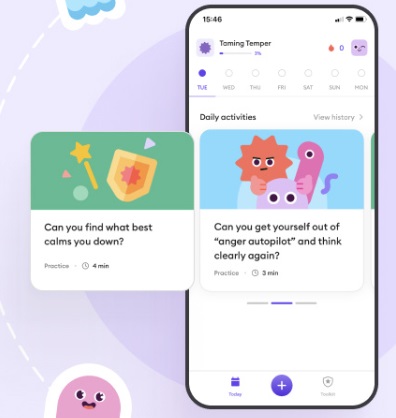 15:46
Taming Temper
0
TUE WED THU FRI SAT SUN MON
Daily activities
View history
Can you find what best
calms you down?
Practice · 4 min
Can you get yourself out of
“anger autopilot” and think
clearly again?
Practice · 3 min
Today
Toolkit